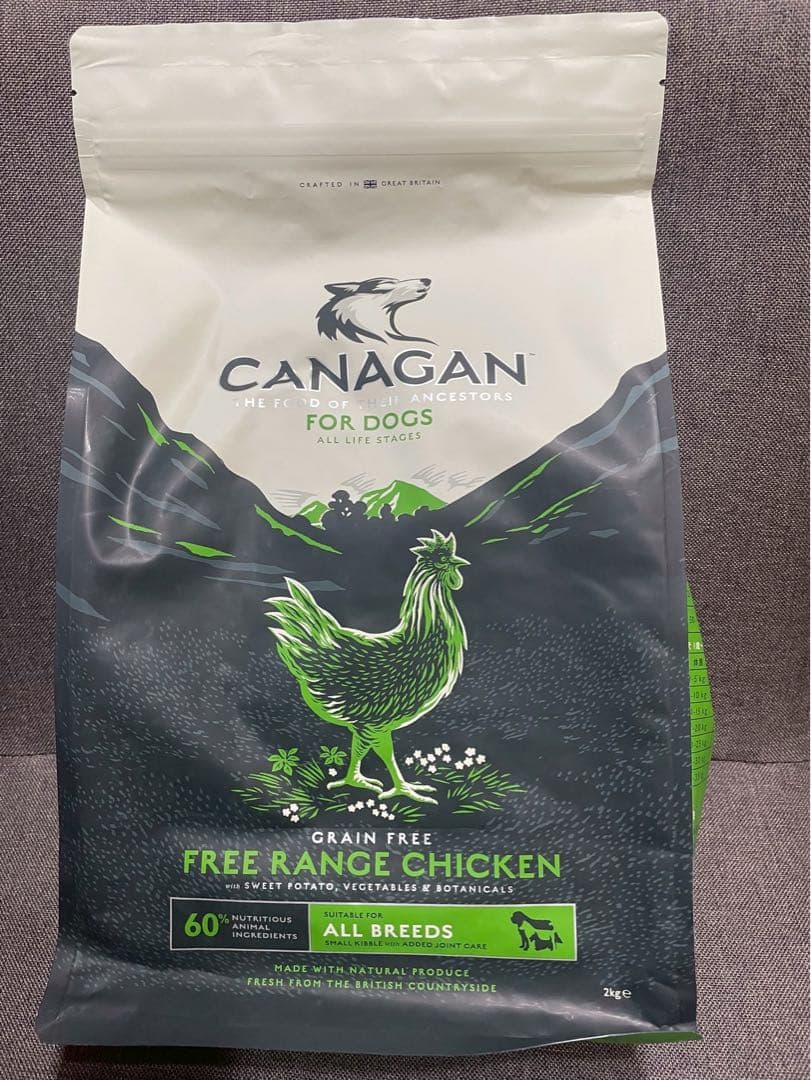 CRAFTED IN GREAT BRITAIN
CANAGAN™
THE FOOD OF THEIR ANCESTORS
FOR DOGS
ALL LIFE STAGES
GRAIN FREE
FREE RANGE CHICKEN
with SWEET POTATO, VEGETABLES & BOTANICALS
60% NUTRITIOUS
ANIMAL
INGREDIENTS
SUITABLE FOR
ALL BREEDS
SMALL KIBBLE with ADDED JOINT CARE
MADE WITH NATURAL PRODUCE
FRESH FROM THE BRITISH COUNTRYSIDE
2kg℮